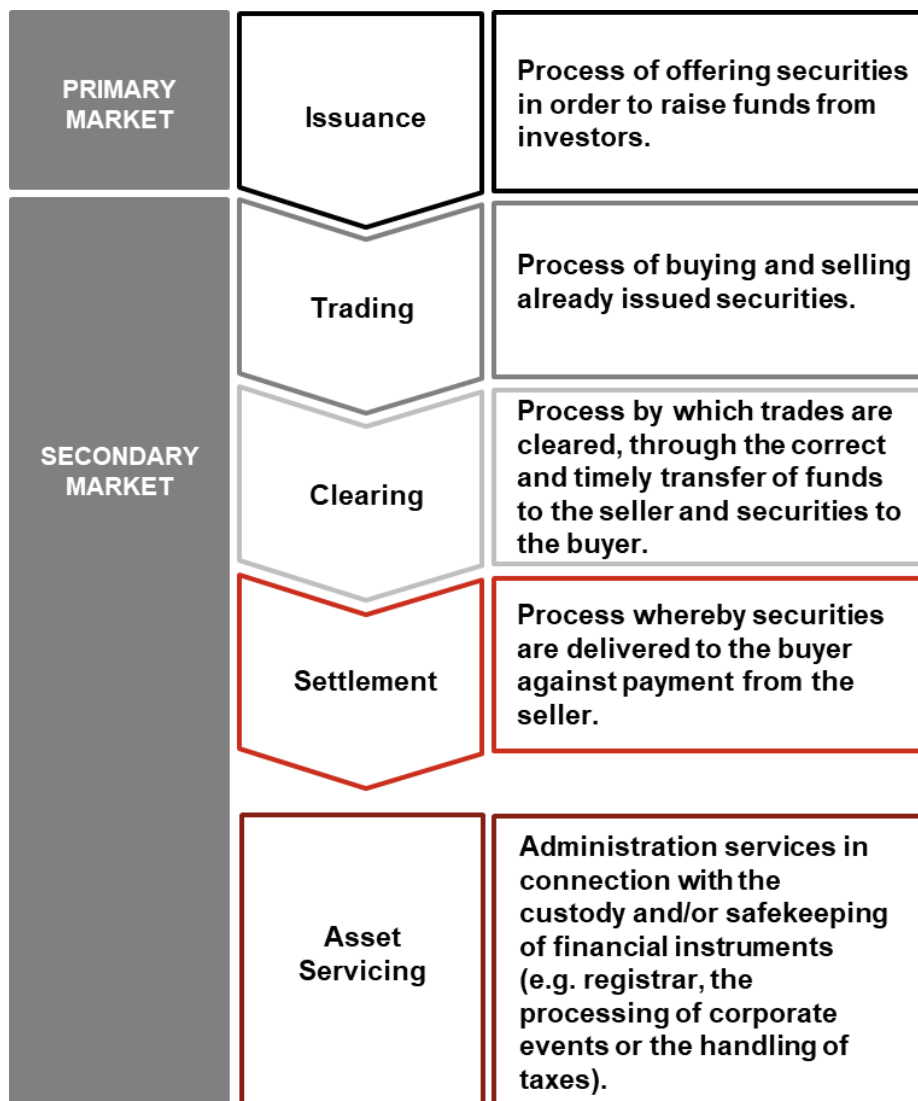 PRIMARY
MARKET
Issuance
Process of offering securities
in order to raise funds from
investors.
SECONDARY
MARKET
Trading
Process of buying and selling
already issued securities.
Clearing
Process by which trades are
cleared, through the correct
and timely transfer of funds
to the seller and securities to
the buyer.
Settlement
Process whereby securities
are delivered to the buyer
against payment from the
seller.
Asset
Servicing
Administration services in
connection with the
custody and/or safekeeping
of financial instruments
(e.g. registrar, the
processing of corporate
events or the handling of
taxes).